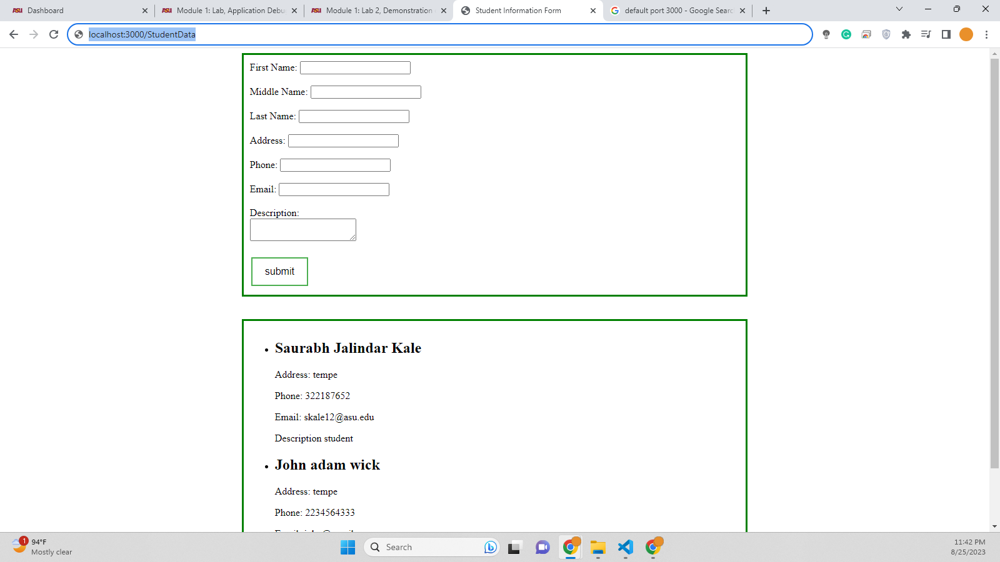 ASU Dashboard
ASU Module 1: Lab, Application Debu
ASU Module 1: Lab 2, Demonstration
Student Information Form
G default port 3000 - Google Searc
localhost:3000/StudentData
First Name:
Middle Name:
Last Name:
Address:
Phone:
Email:
Description:
submit
Saurabh Jalindar Kale
Address: tempe
Phone: 322187652
Email: skale12@asu.edu
Description student
John adam wick
Address: tempe
Phone: 2234564333
1
94°F
Mostly clear
Search
11:42 PM
8/25/2023